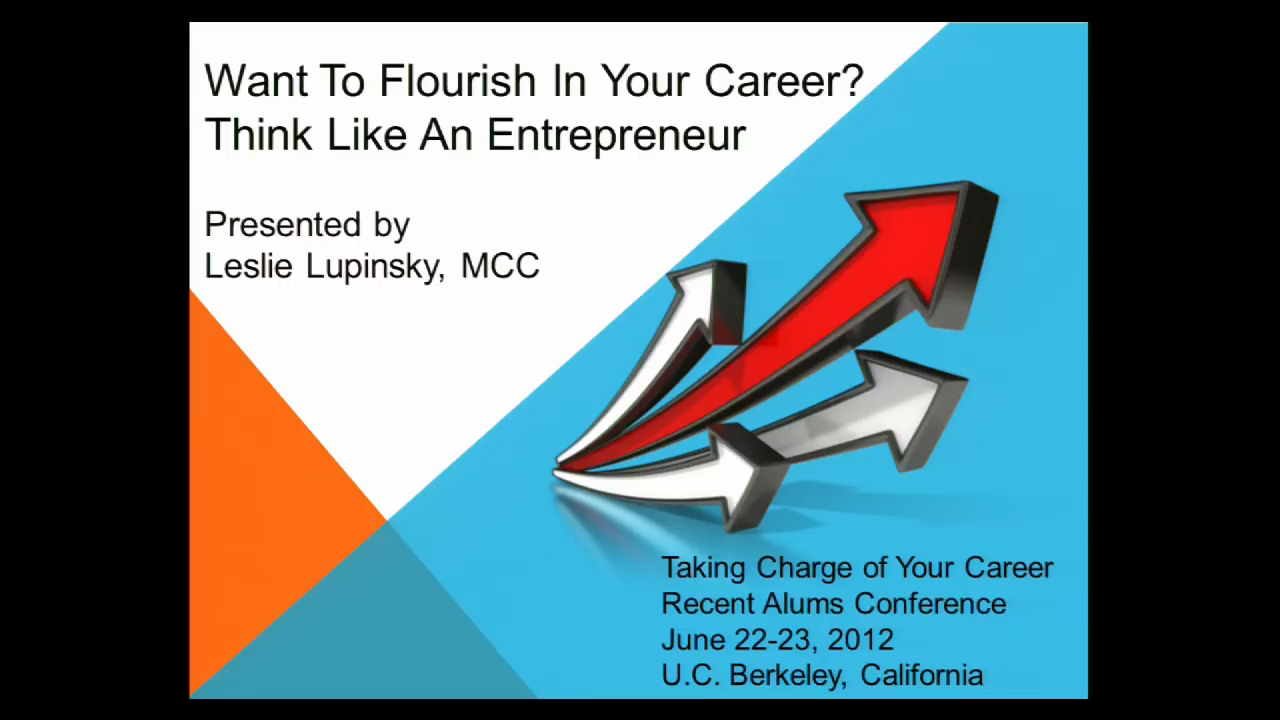 Want To Flourish In Your Career?
Think Like An Entrepreneur
Presented by
Leslie Lupinsky, MCC
Taking Charge of Your Career
Recent Alums Conference
June 22-23, 2012
U.C. Berkeley, California